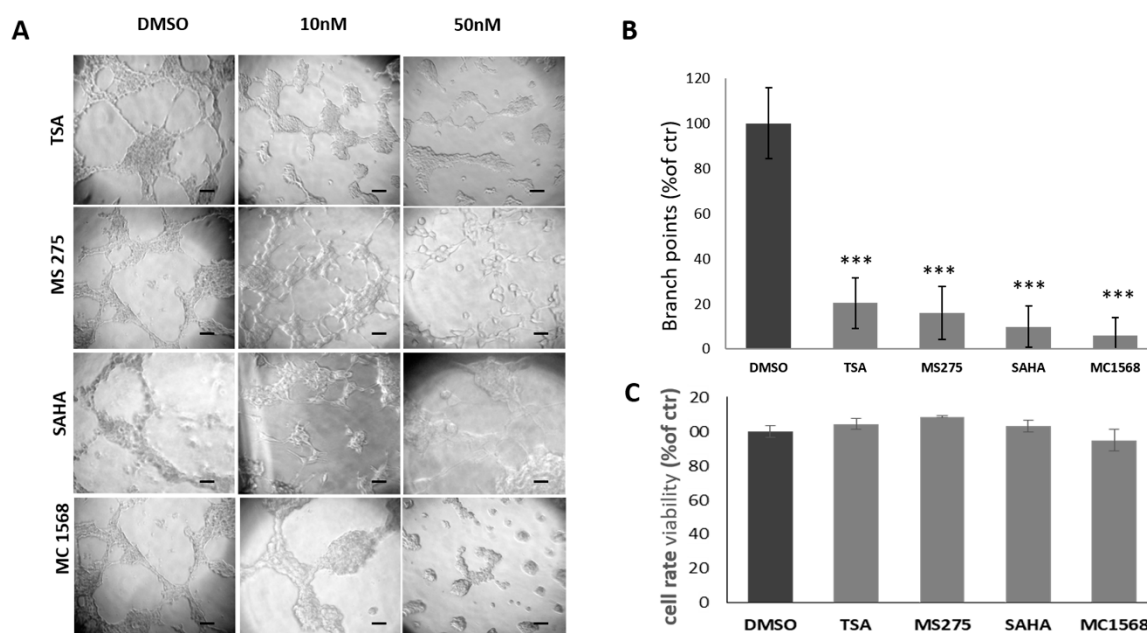 A
DMSO
10nM
50nM
TSA
MS 275
SAHA
MC 1568
B
Branch points (%of ctr)
120
100
80
60
40
20
0
***
***
***
***
DMSO
TSA
MS275
SAHA
MC1568
C
cell rate viability (%of ctr)
20
00
80
60
40
20
0
DMSO
TSA
MS275
SAHA
MC1568